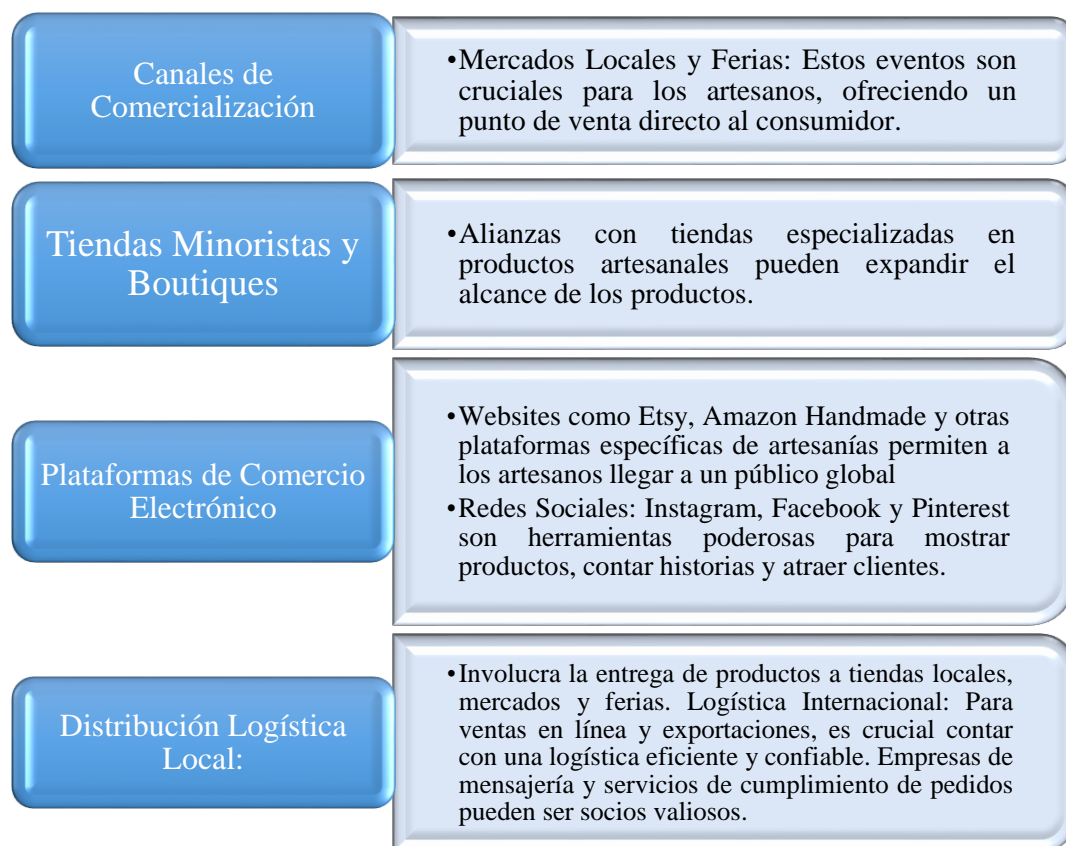 Canales de
Comercialización
•Mercados Locales y Ferias: Estos eventos son
cruciales para los artesanos, ofreciendo un
punto de venta directo al consumidor.
Tiendas Minoristas y
Boutiques
•Alianzas con tiendas especializadas en
productos artesanales pueden expandir el
alcance de los productos.
Plataformas de Comercio
Electrónico
•Websites como Etsy, Amazon Handmade y otras
plataformas específicas de artesanías permiten a
los artesanos llegar a un público global
•Redes Sociales: Instagram, Facebook y Pinterest
son herramientas poderosas para mostrar
productos, contar historias y atraer clientes.
Distribución Logística
Local:
•Involucra la entrega de productos a tiendas locales,
mercados y ferias. Logística Internacional: Para
ventas en línea y exportaciones, es crucial contar
con una logística eficiente y confiable. Empresas de
mensajería y servicios de cumplimiento de pedidos
pueden ser socios valiosos.